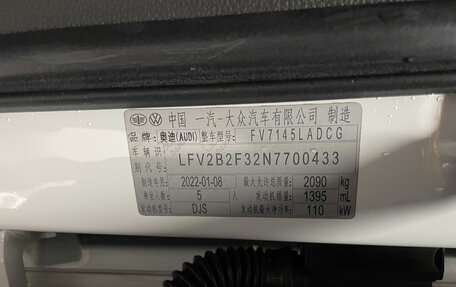 中国 一汽-大众汽车有限公司 制造
品牌: 奥迪(AUDI) 整车型号: FV7145LADCG
车辆识别代号: LFV2B2F32N7700433
制造年月: 2022-01-08 最大允许总质量: 2090 kg
乘坐人数: 5 人 发动机排量: 1395 mL
发动机型号: DJS 发动机最大净功率: 110 kW